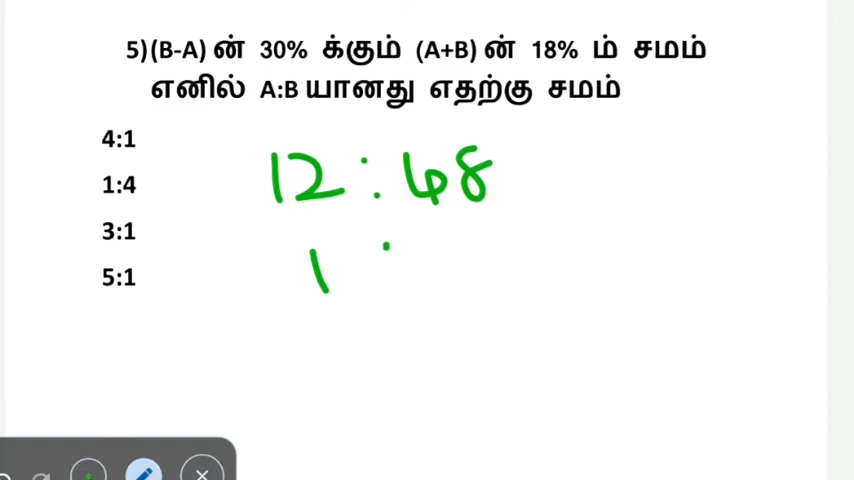 5)(B-A) ன் 30% க்கும் (A+B) ன் 18% ம் சமம்
எனில் A:B யானது எதற்கு சமம்
4:1
12 : 48
1:4
3:1
1 :
5:1